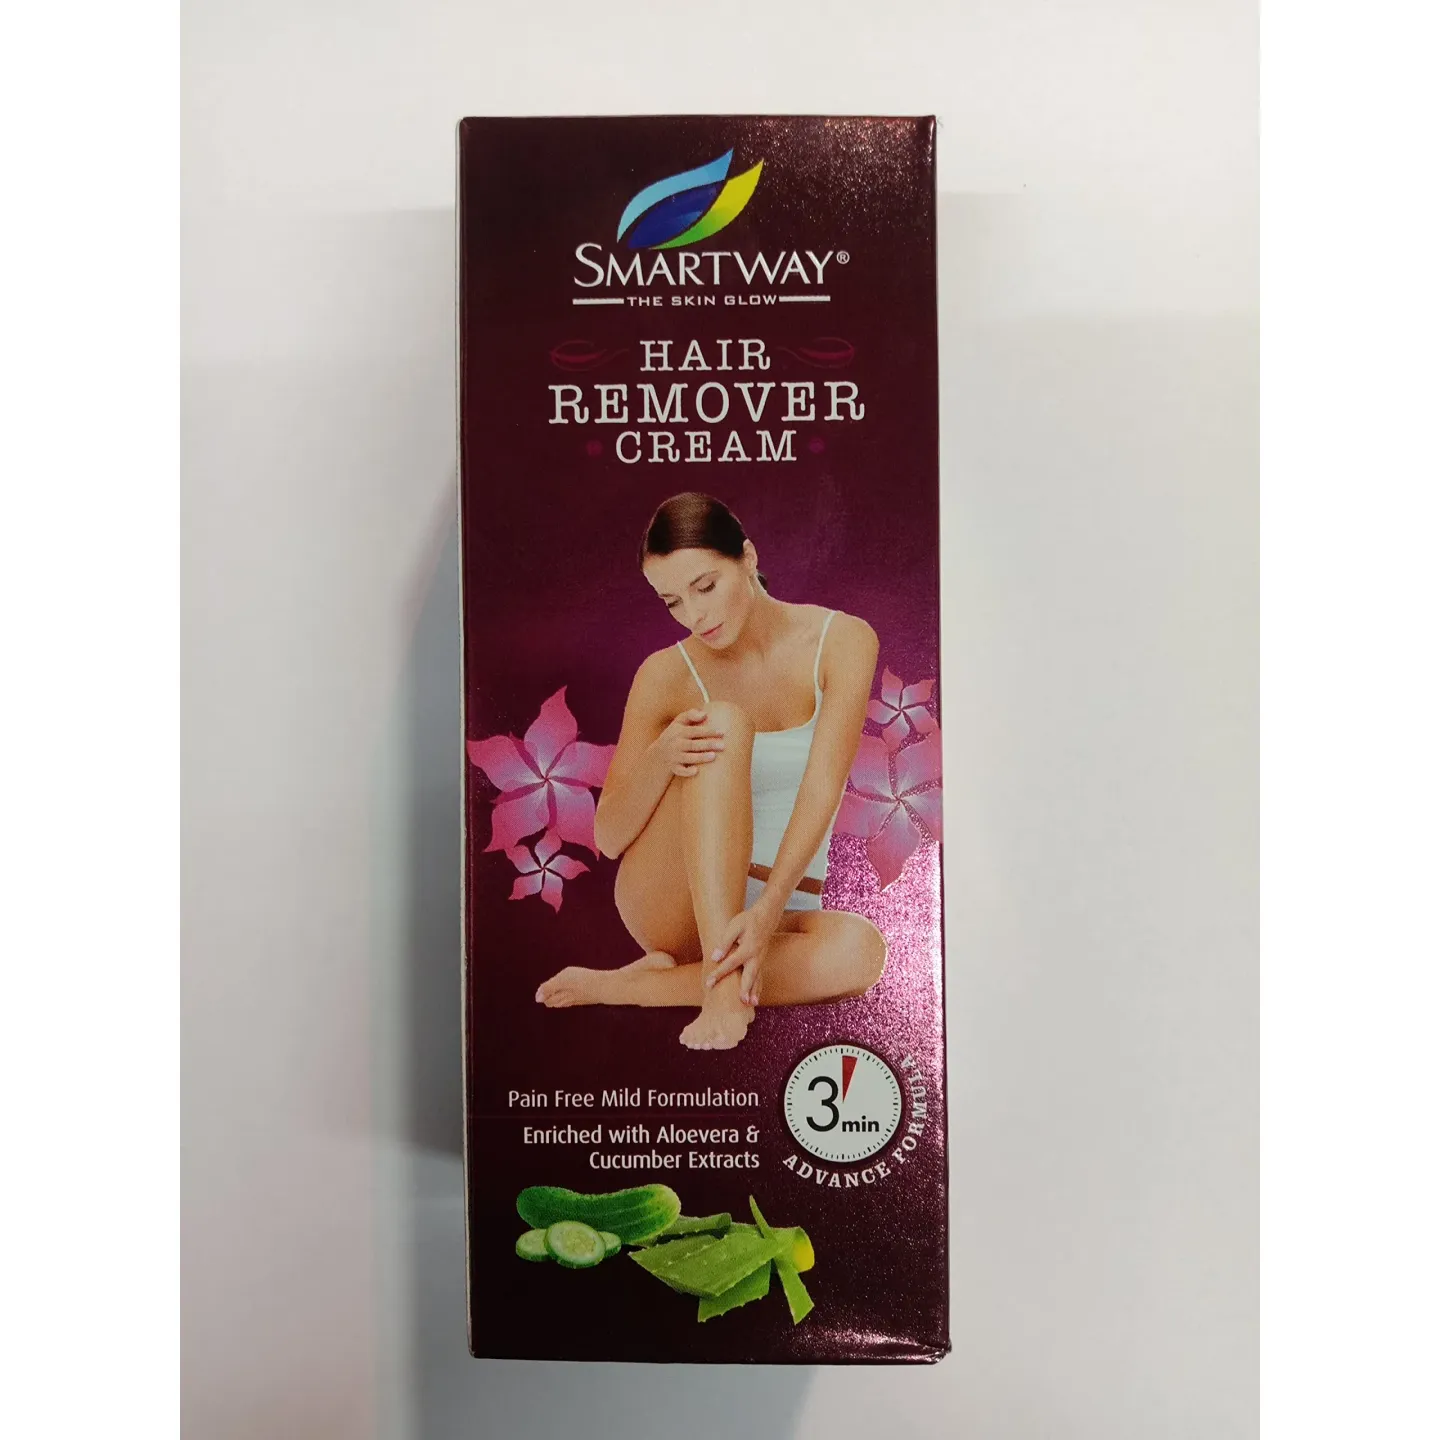 SMARTWAY®
THE SKIN GLOW
HAIR
REMOVER
CREAM
Pain Free Mild Formulation
Enriched with Aloevera &
Cucumber Extracts
3 min
ADVANCE FORMULA